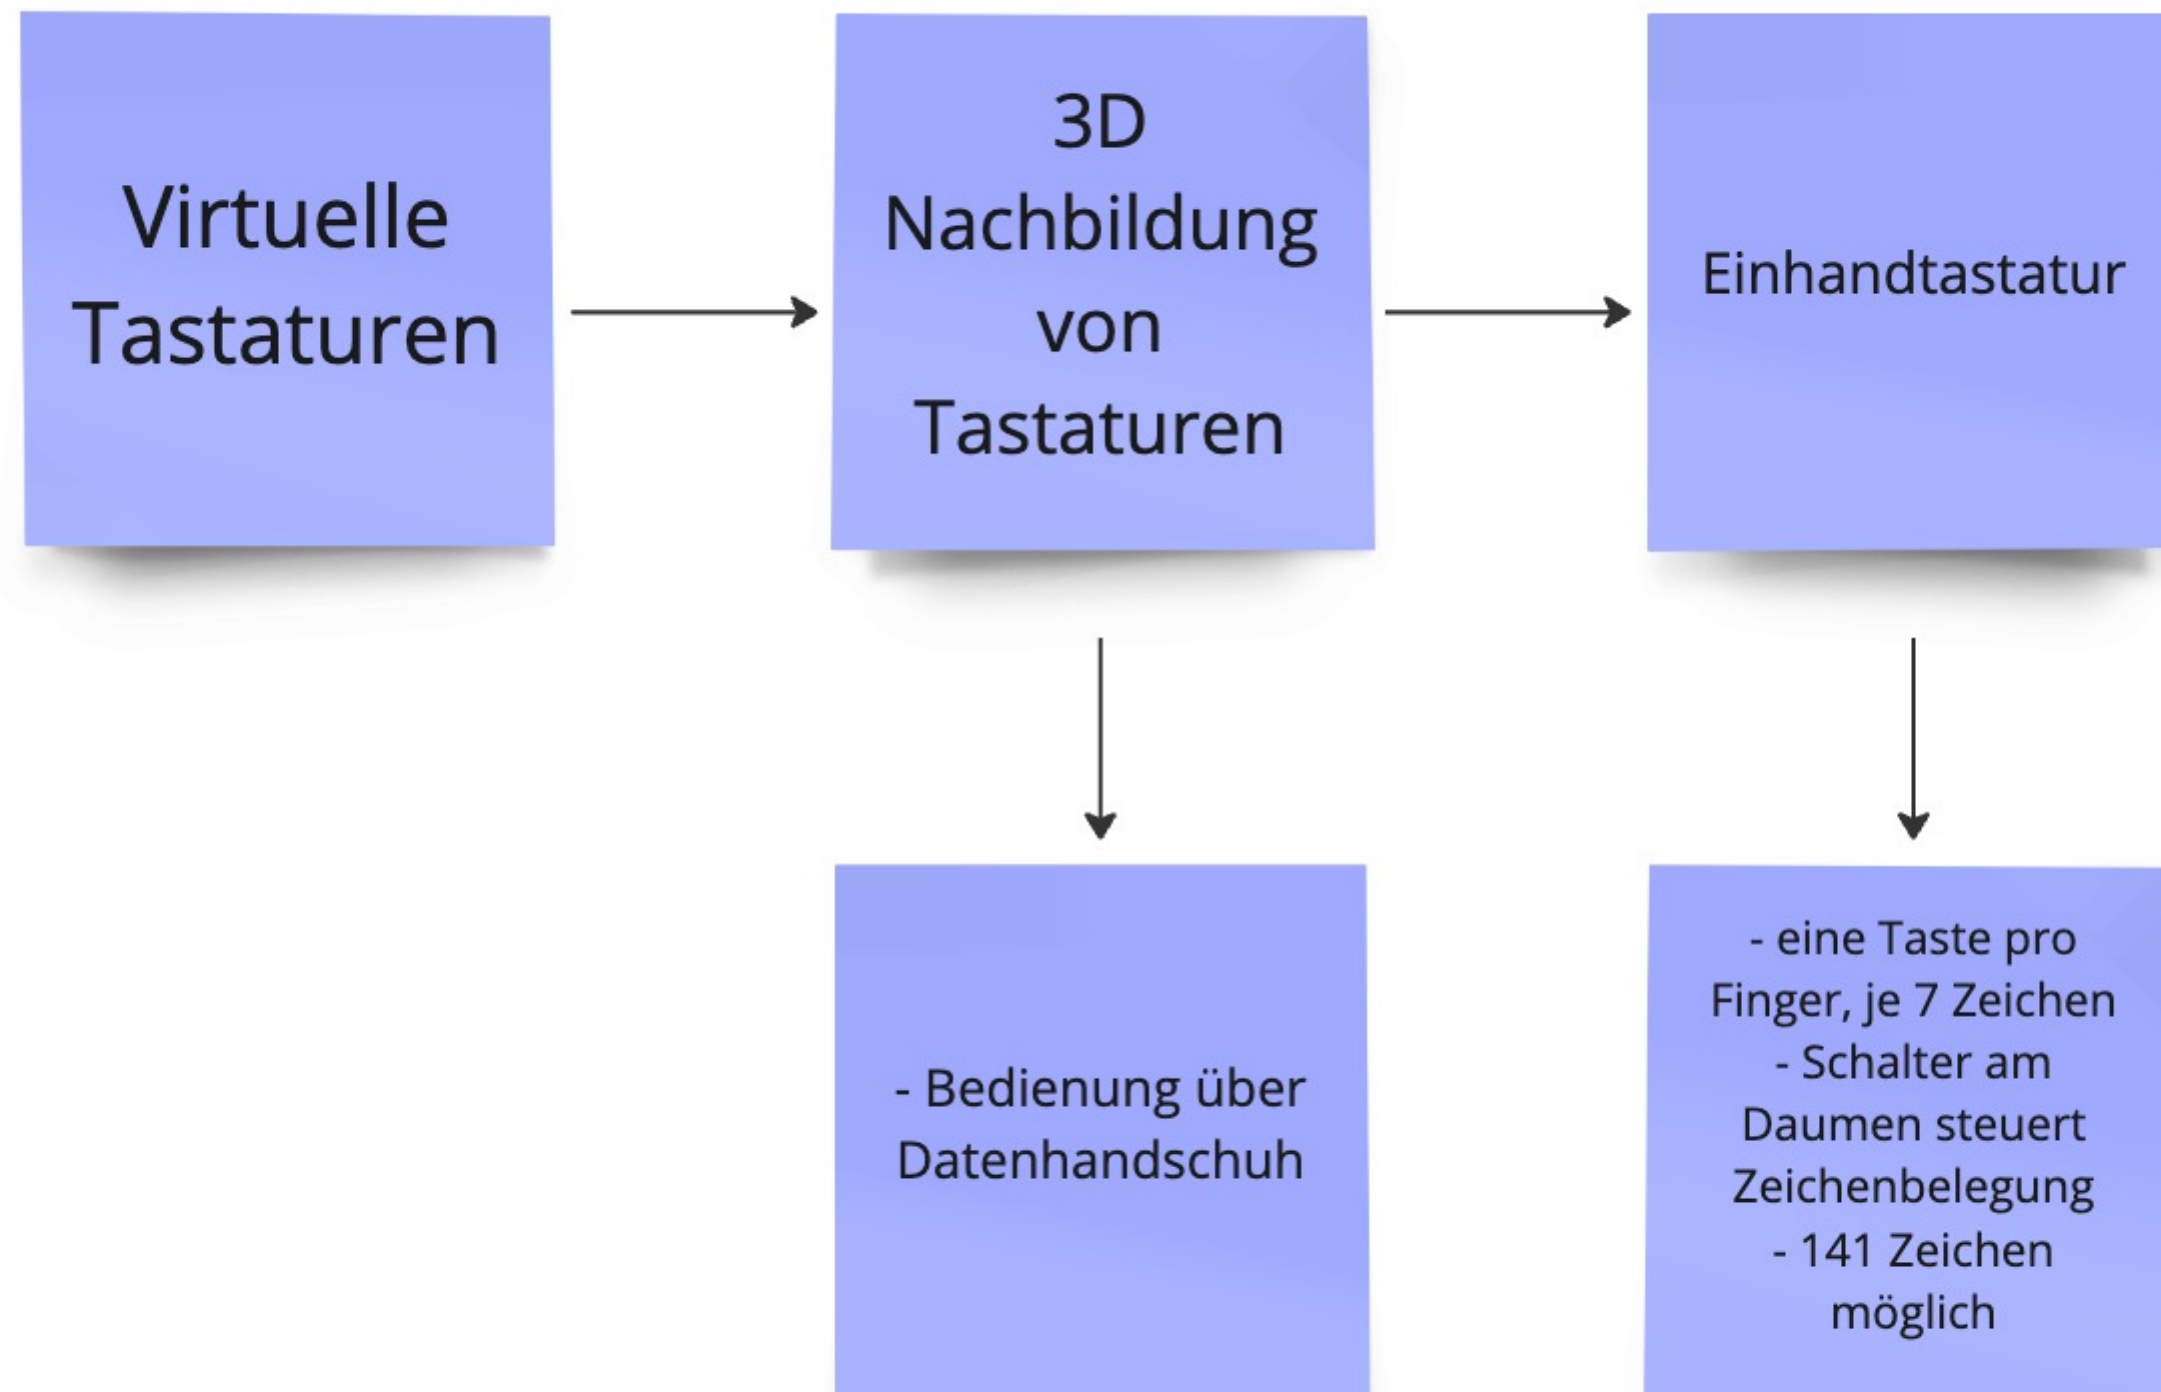 Virtuelle
Tastaturen
3D
Nachbildung
von
Tastaturen
Einhandtastatur
- Bedienung über
Datenhandschuh
- eine Taste pro
Finger, je 7 Zeichen
- Schalter am
Daumen steuert
Zeichenbelegung
- 141 Zeichen
möglich